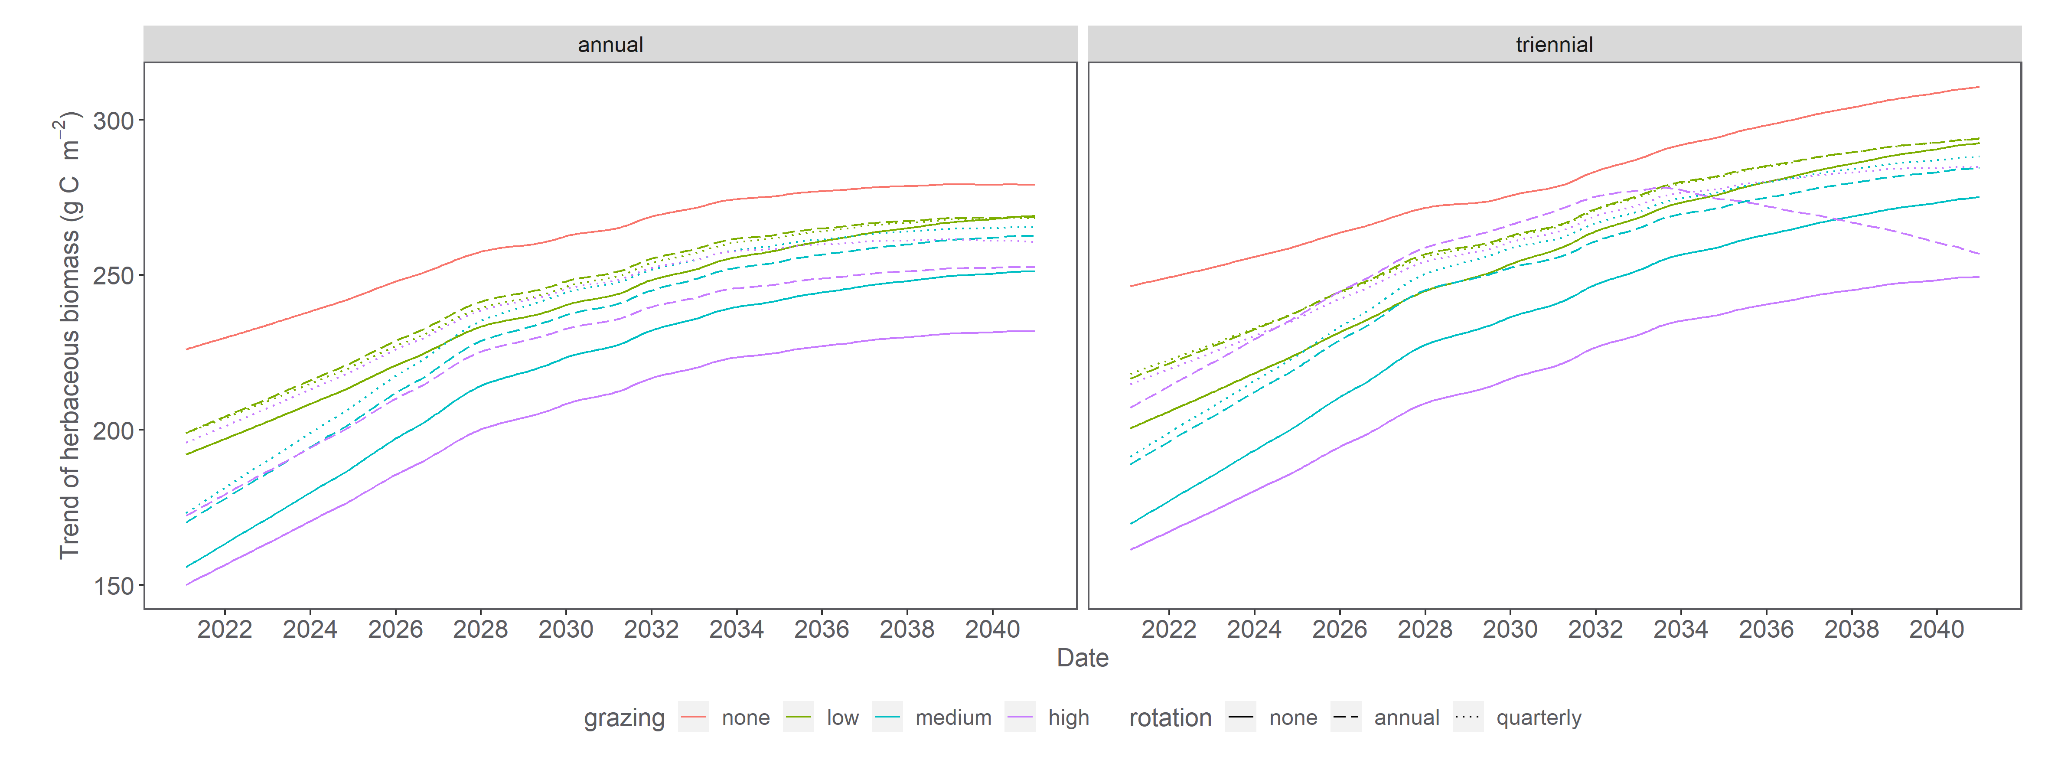 annual
triennial
Trend of herbaceous biomass (g C m⁻²)
300
250
200
150
2022 2024 2026 2028 2030 2032 2034 2036 2038 2040
2022 2024 2026 2028 2030 2032 2034 2036 2038 2040
Date
grazing none low medium high rotation none annual quarterly